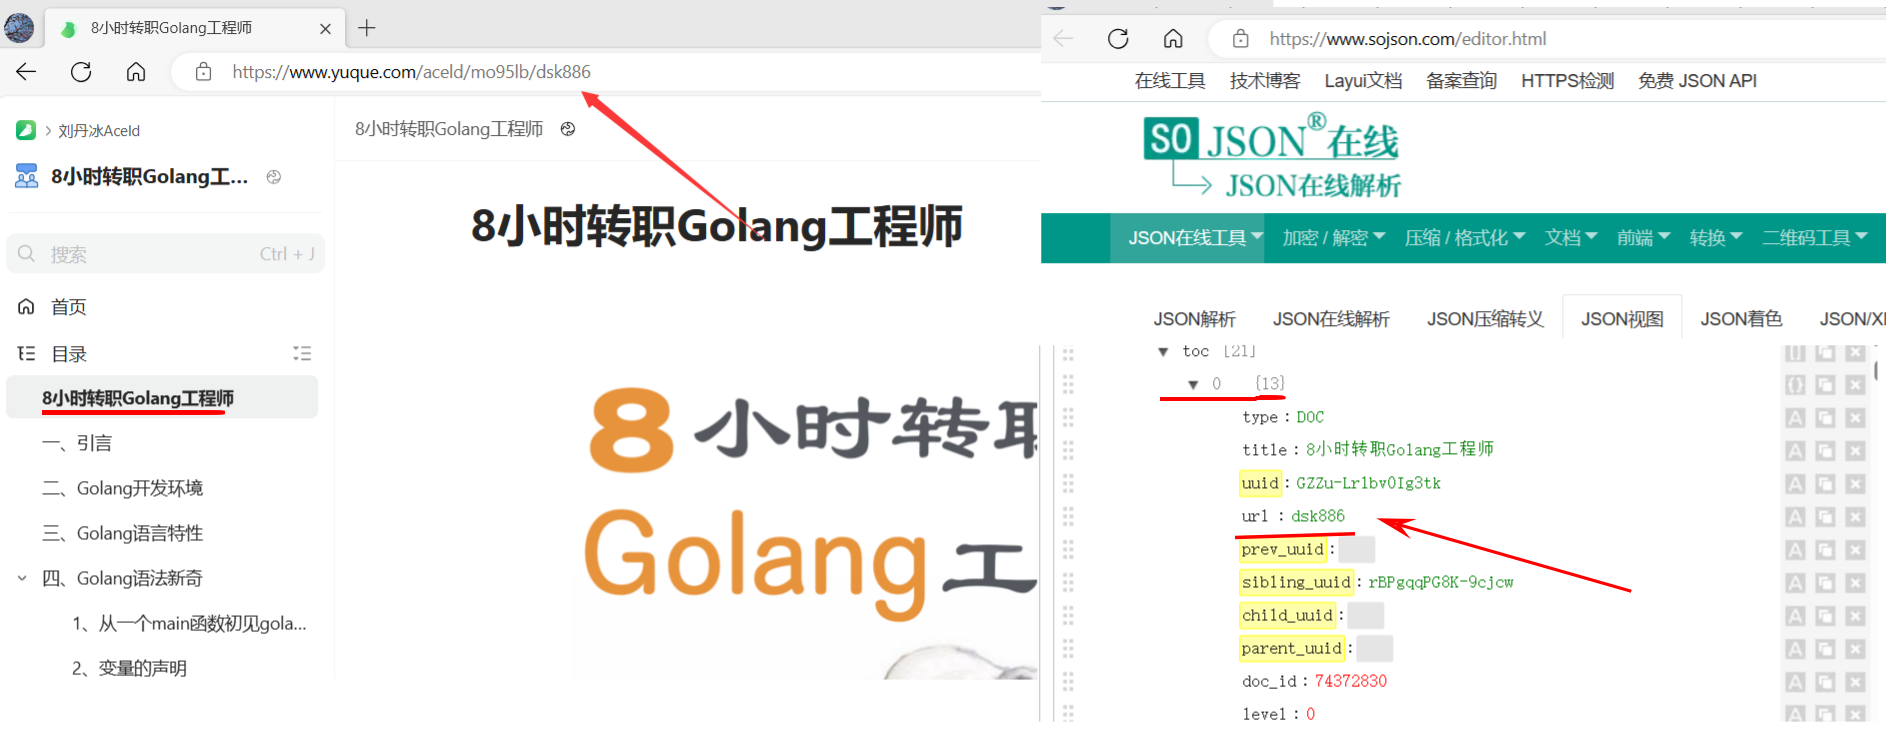 8小时转职Golang工程师
https://www.yuque.com/aceld/mo95lb/dsk886
刘丹冰Aceld
8小时转职Golang工...
搜索 Ctrl + J
首页
目录
8小时转职Golang工程师
一、引言
二、Golang开发环境
三、Golang语言特性
四、Golang语法新奇
1、从一个main函数初见gola...
2、变量的声明
8小时转职Golang工程师
8小时转职Golang工程师
8小时转职
Golang工
https://www.sojson.com/editor.html
在线工具 技术博客 Layui文档 备案查询 HTTPS检测 免费 JSON API
SO JSON®在线
JSON在线解析
JSON在线工具 加密 / 解密 压缩 / 格式化 文档 前端 转换 二维码工具
JSON解析 JSON在线解析 JSON压缩转义 JSON视图 JSON着色 JSON/X
toc [21]
0 {13}
type : DOC
title : 8小时转职Golang工程师
uuid : GZZu-Lr1bv0Ig3tk
url : dsk886
prev_uuid :
sibling_uuid : rBPgqqPG8K-9cjcw
child_uuid :
parent_uuid :
doc_id : 74372830
level : 0